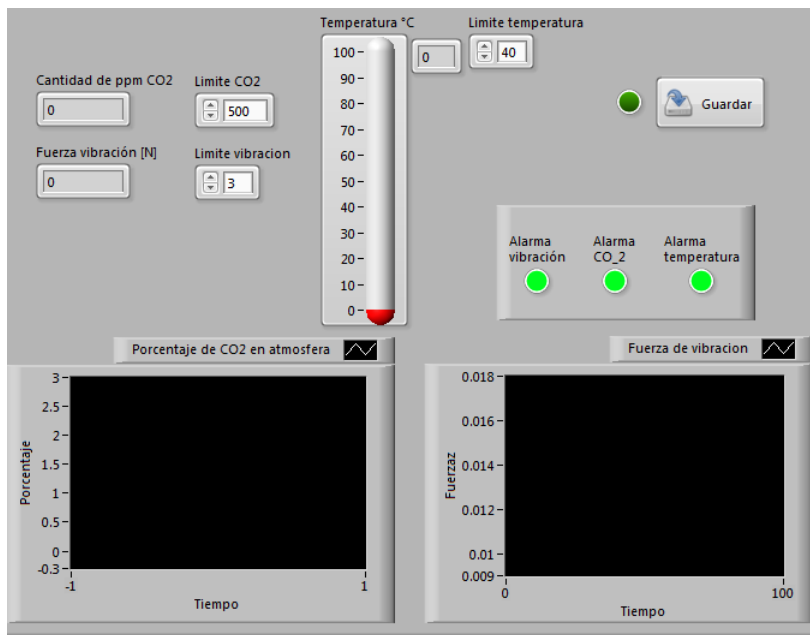 Temperatura °C
Limite temperatura
0
40
Cantidad de ppm CO2
Limite CO2
0
500
Fuerza vibración [N]
Limite vibracion
0
3
100
90
80
70
60
50
40
30
20
10
0
Guardar
Alarma
vibración
Alarma
CO_2
Alarma
temperatura
Porcentaje de CO2 en atmosfera
Porcentaje
3
2.5
2
1.5
1
0.5
0
-0.3
-1
1
Tiempo
Fuerza de vibracion
Fuerzaz
0.018
0.016
0.014
0.012
0.01
0.009
0
100
Tiempo